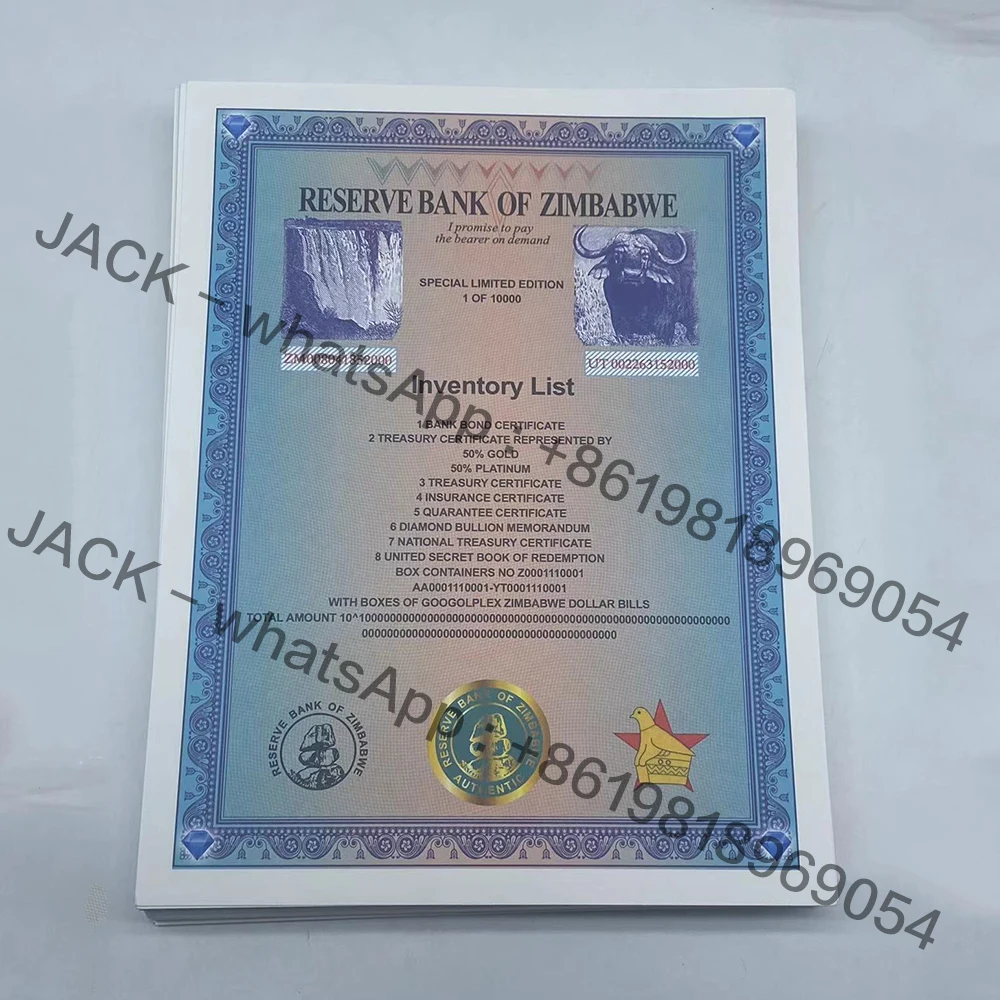 RESERVE BANK OF ZIMBABWE
I promise to pay
the bearer on demand
SPECIAL LIMITED EDITION
1 OF 10000
UT 002263152000
Inventory List
1 BANK BOND CERTIFICATE
2 TREASURY CERTIFICATE REPRESENTED BY
50% GOLD
50% PLATINUM
3 TREASURY CERTIFICATE
4 INSURANCE CERTIFICATE
5 QUARANTEE CERTIFICATE
6 DIAMOND BULLION MEMORANDUM
7 NATIONAL TREASURY CERTIFICATE
8 UNITED SECRET BOOK OF REDEMPTION
BOX CONTAINERS NO Z0001110001
AA0001110001-YT0001110001
WITH BOXES OF GOOGOLPLEX ZIMBABWE DOLLAR BILLS
TOTAL AMOUNT
RESERVE BANK OF ZIMBABWE
RESERVE BANK OF ZIMBABWE
AUTHENTIC
JACK - whatsApp : +8619818969054
JACK - whatsApp : +8619818969054